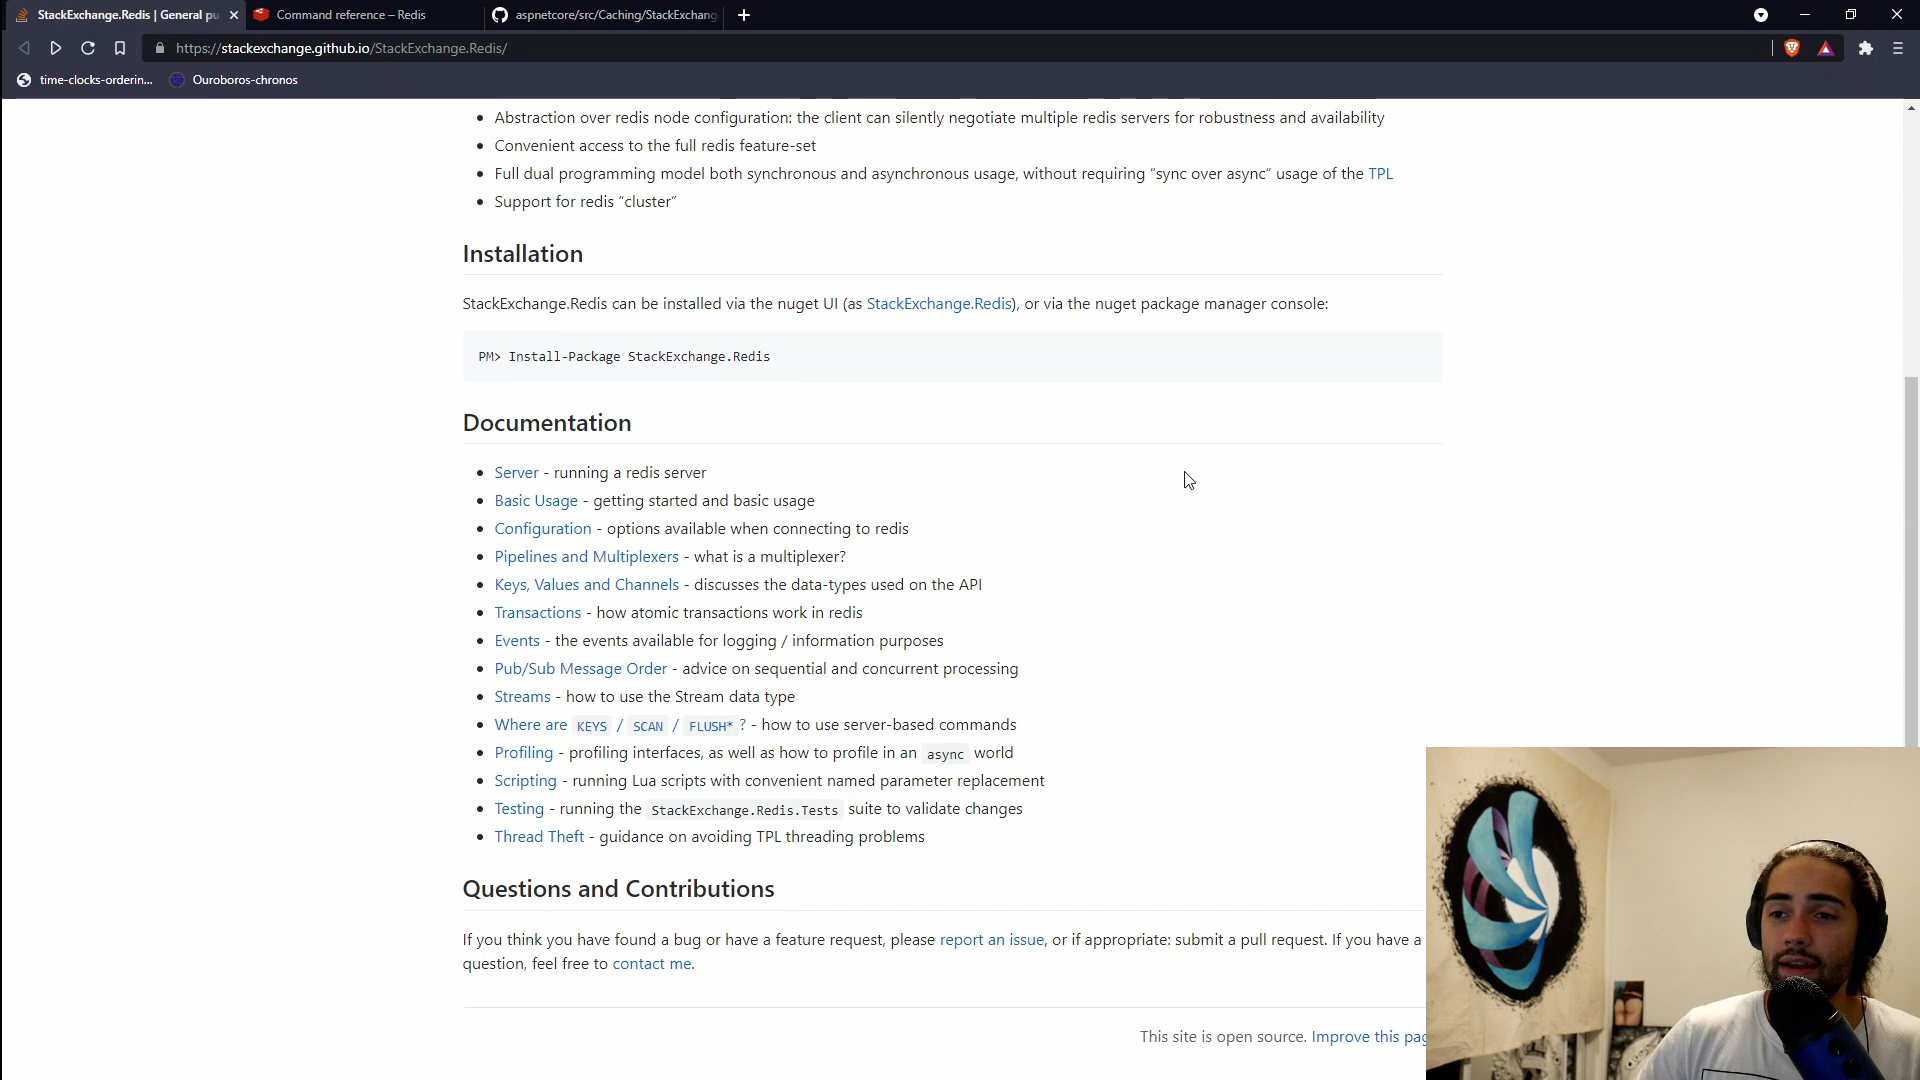 StackExchange.Redis | General pu
Command reference – Redis
aspnetcore/src/Caching/StackExchang
https://stackexchange.github.io/StackExchange.Redis/
time-clocks-orderin...
Ouroboros-chronos
Abstraction over redis node configuration: the client can silently negotiate multiple redis servers for robustness and availability
Convenient access to the full redis feature-set
Full dual programming model both synchronous and asynchronous usage, without requiring “sync over async” usage of the TPL
Support for redis “cluster”
Installation
StackExchange.Redis can be installed via the nuget UI (as StackExchange.Redis), or via the nuget package manager console:
PM> Install-Package StackExchange.Redis
Documentation
Server - running a redis server
Basic Usage - getting started and basic usage
Configuration - options available when connecting to redis
Pipelines and Multiplexers - what is a multiplexer?
Keys, Values and Channels - discusses the data-types used on the API
Transactions - how atomic transactions work in redis
Events - the events available for logging / information purposes
Pub/Sub Message Order - advice on sequential and concurrent processing
Streams - how to use the Stream data type
Where are KEYS / SCAN / FLUSH* ? - how to use server-based commands
Profiling - profiling interfaces, as well as how to profile in an async world
Scripting - running Lua scripts with convenient named parameter replacement
Testing - running the StackExchange.Redis.Tests suite to validate changes
Thread Theft - guidance on avoiding TPL threading problems
Questions and Contributions
If you think you have found a bug or have a feature request, please report an issue, or if appropriate: submit a pull request. If you have a
question, feel free to contact me.
This site is open source. Improve this pag